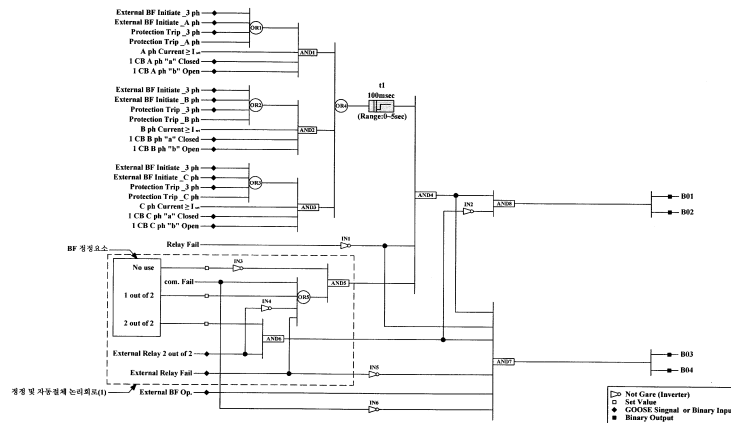 External BF Initiate _3 ph
External BF Initiate _A ph
Protection Trip _3 ph
Protection Trip _A ph
OR1
A ph Current ≥ I set
AND1
1 CB A ph "a" Closed
1 CB A ph "b" Open
External BF Initiate _3 ph
External BF Initiate _B ph
Protection Trip _3 ph
Protection Trip _B ph
OR2
B ph Current ≥ I set
AND2
1 CB B ph "a" Closed
1 CB B ph "b" Open
OR4
t1
100msec
(Range:0~5sec)
External BF Initiate _3 ph
External BF Initiate _C ph
Protection Trip _3 ph
Protection Trip _C ph
OR3
C ph Current ≥ I set
AND3
1 CB C ph "a" Closed
1 CB C ph "b" Open
AND4
IN2
AND8
B01
B02
Relay Fail
IN1
BF 정정요소
No use
IN3
com. Fail
AND5
1 out of 2
OR5
IN4
2 out of 2
AND6
External Relay 2 out of 2
External Relay Fail
IN5
AND7
B03
B04
정정 및 자동절체 논리회로(1)
External BF Op.
IN6
Not Gare (Inverter)
Set Value
GOOSE Singnal or Binary Input
Binary Output